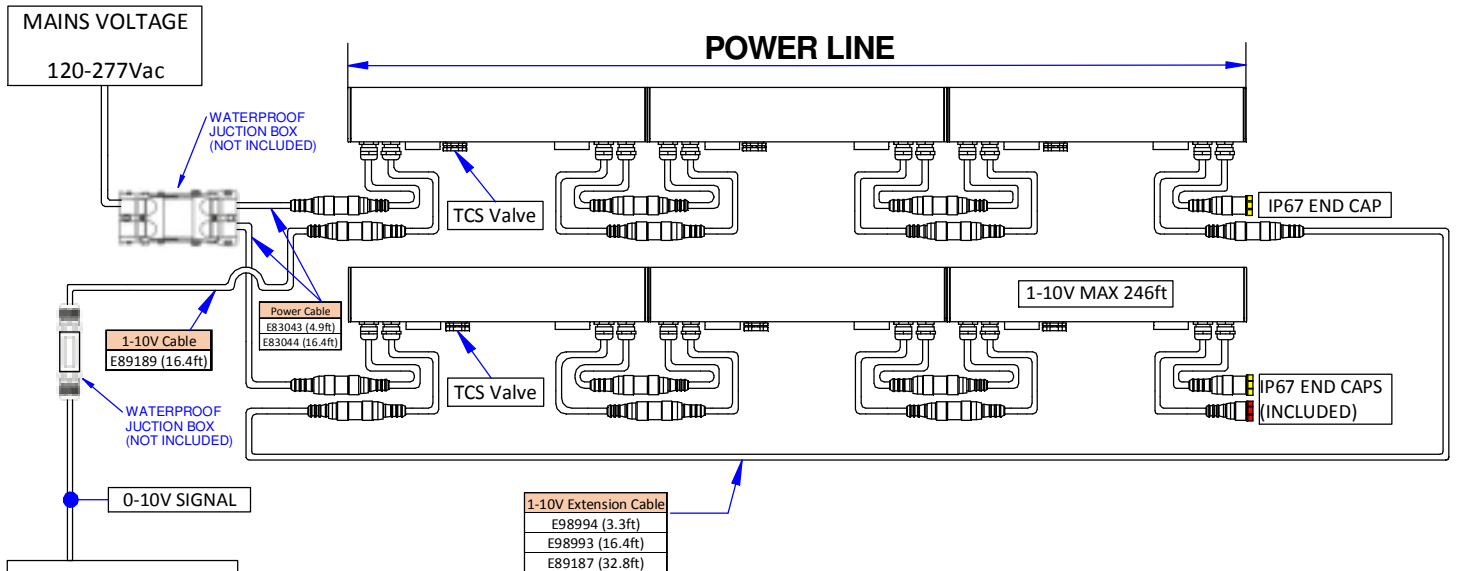 MAINS VOLTAGE
120-277Vac
POWER LINE
WATERPROOF
JUCTION BOX
(NOT INCLUDED)
TCS Valve
IP67 END CAP
1-10V MAX 246ft
Power Cable
E83043 (4.9ft)
E83044 (16.4ft)
1-10V Cable
E89189 (16.4ft)
TCS Valve
IP67 END CAPS
(INCLUDED)
WATERPROOF
JUCTION BOX
(NOT INCLUDED)
0-10V SIGNAL
1-10V Extension Cable
E98994 (3.3ft)
E98993 (16.4ft)
E89187 (32.8ft)